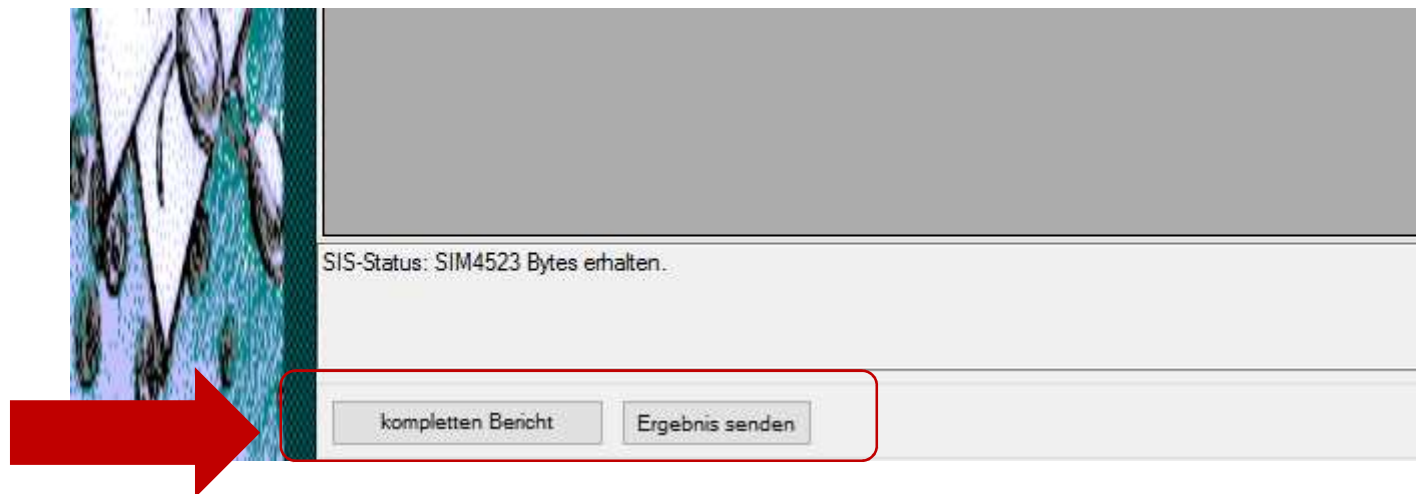 SIS-Status: SIM4523 Bytes erhalten.
kompletten Bericht Ergebnis senden